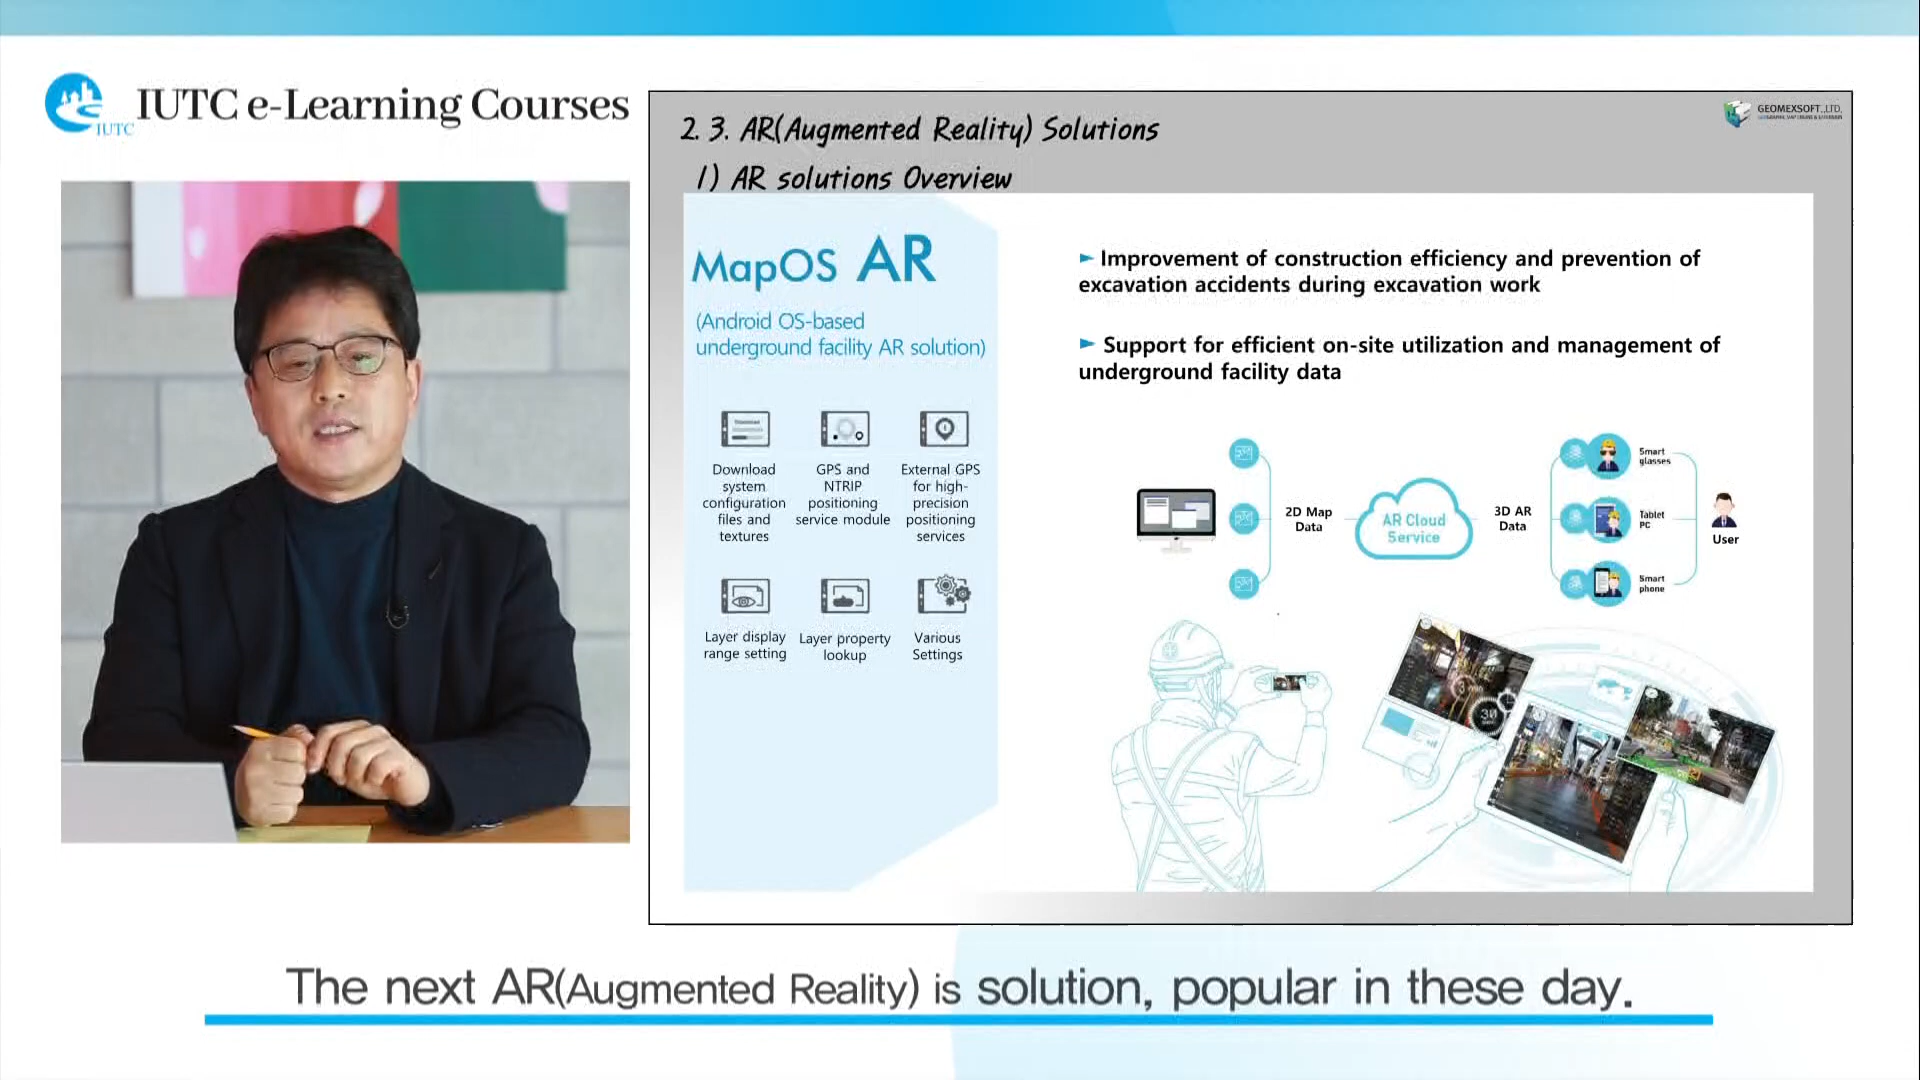 IUTC e-Learning Courses
IUTC
2. 3. AR(Augmented Reality) Solutions
1) AR solutions Overview
GEOMEXSOFT.,LTD.
MapOS AR
(Android OS-based
underground facility AR solution)
Download
system
configuration
files and
textures
GPS and
NTRIP
positioning
service module
External GPS
for high-
precision
positioning
services
Layer display
range setting
Layer property
lookup
Various
Settings
► Improvement of construction efficiency and prevention of
excavation accidents during excavation work
► Support for efficient on-site utilization and management of
underground facility data
2D Map
Data
AR Cloud
Service
3D AR
Data
Smart
glasses
Tablet
PC
Smart
phone
User
30
The next AR(Augmented Reality) is solution, popular in these day.